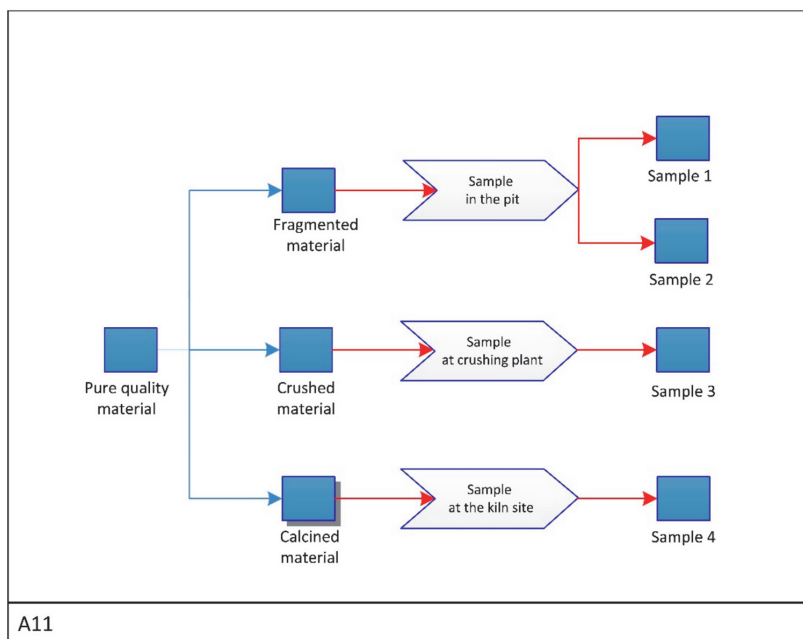 Sample
in the pit
Sample 1
Fragmented
material
Sample 2
Sample
at crushing plant
Pure quality
material
Crushed
material
Sample 3
Sample
at the kiln site
Calcined
material
Sample 4
A11